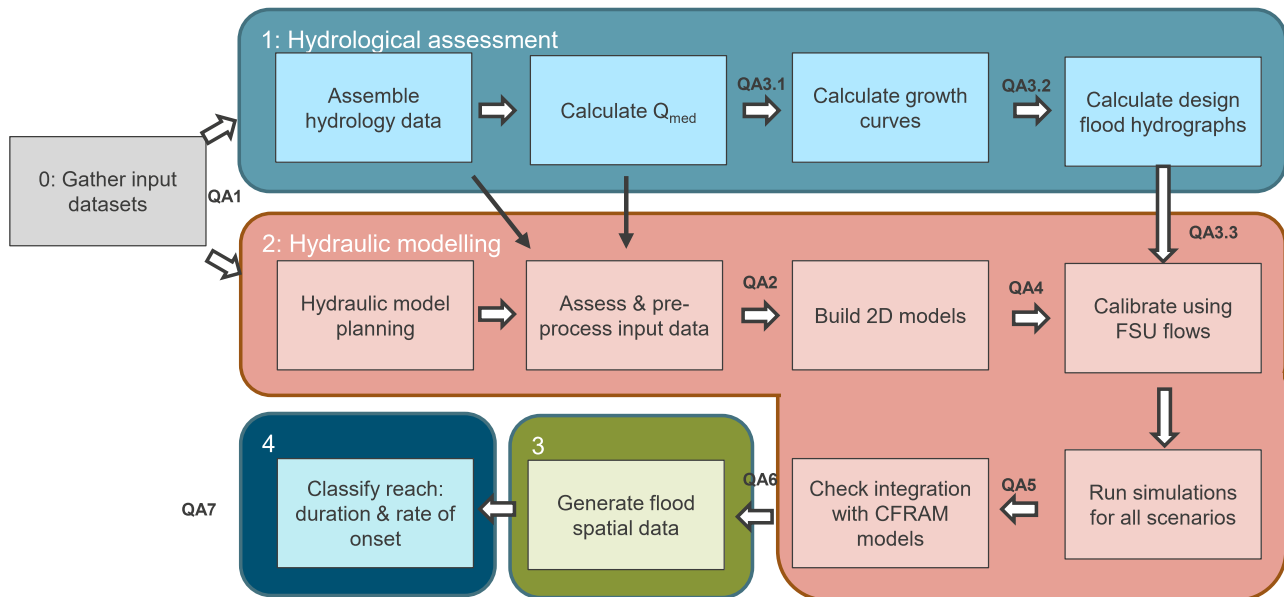 1: Hydrological assessment
Assemble
hydrology data
Calculate Qmed
QA3.1
Calculate growth
curves
QA3.2
Calculate design
flood hydrographs
0: Gather input
datasets
QA1
QA3.3
2: Hydraulic modelling
Hydraulic model
planning
Assess & pre-
process input data
QA2
Build 2D models
QA4
Calibrate using
FSU flows
4
Classify reach:
duration & rate of
onset
QA7
3
Generate flood
spatial data
QA6
Check integration
with CFRAM
models
QA5
Run simulations
for all scenarios